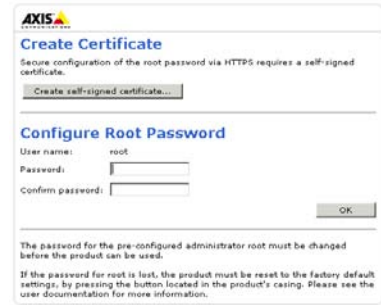 AXIS
COMMUNICATIONS
Create Certificate
Secure configuration of the root password via HTTPS requires a self-signed
certificate.
Create self-signed certificate...
Configure Root Password
User name: root
Password:
Confirm password:
OK
The password for the pre-configured administrator root must be changed
before the product can be used.
If the password for root is lost, the product must be reset to the factory default
settings, by pressing the button located in the product's casing. Please see the
user documentation for more information.